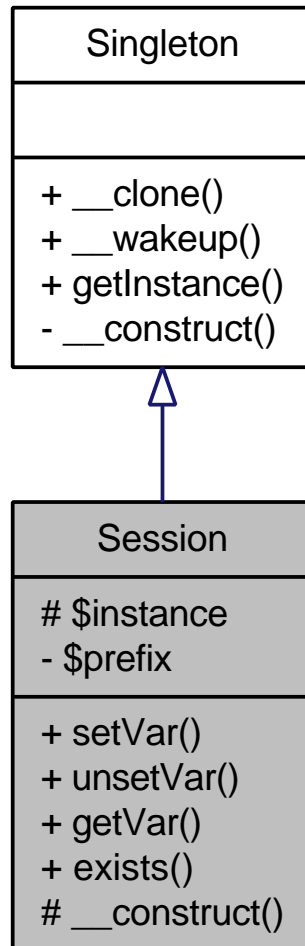 Singleton
+ __clone()
+ __wakeup()
+ getInstance()
- __construct()
Session
# $instance
- $prefix
+ setVar()
+ unsetVar()
+ getVar()
+ exists()
# __construct()